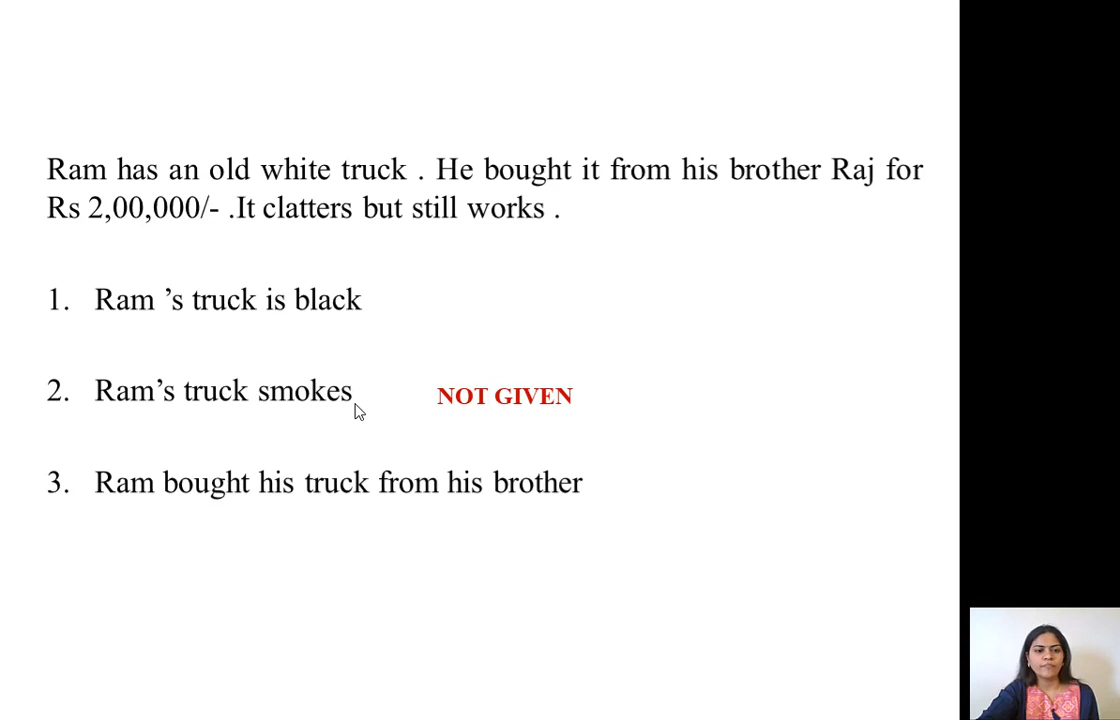 Ram has an old white truck . He bought it from his brother Raj for
Rs 2,00,000/- .It clatters but still works .
1. Ram ’s truck is black
2. Ram’s truck smokes
NOT GIVEN
3. Ram bought his truck from his brother